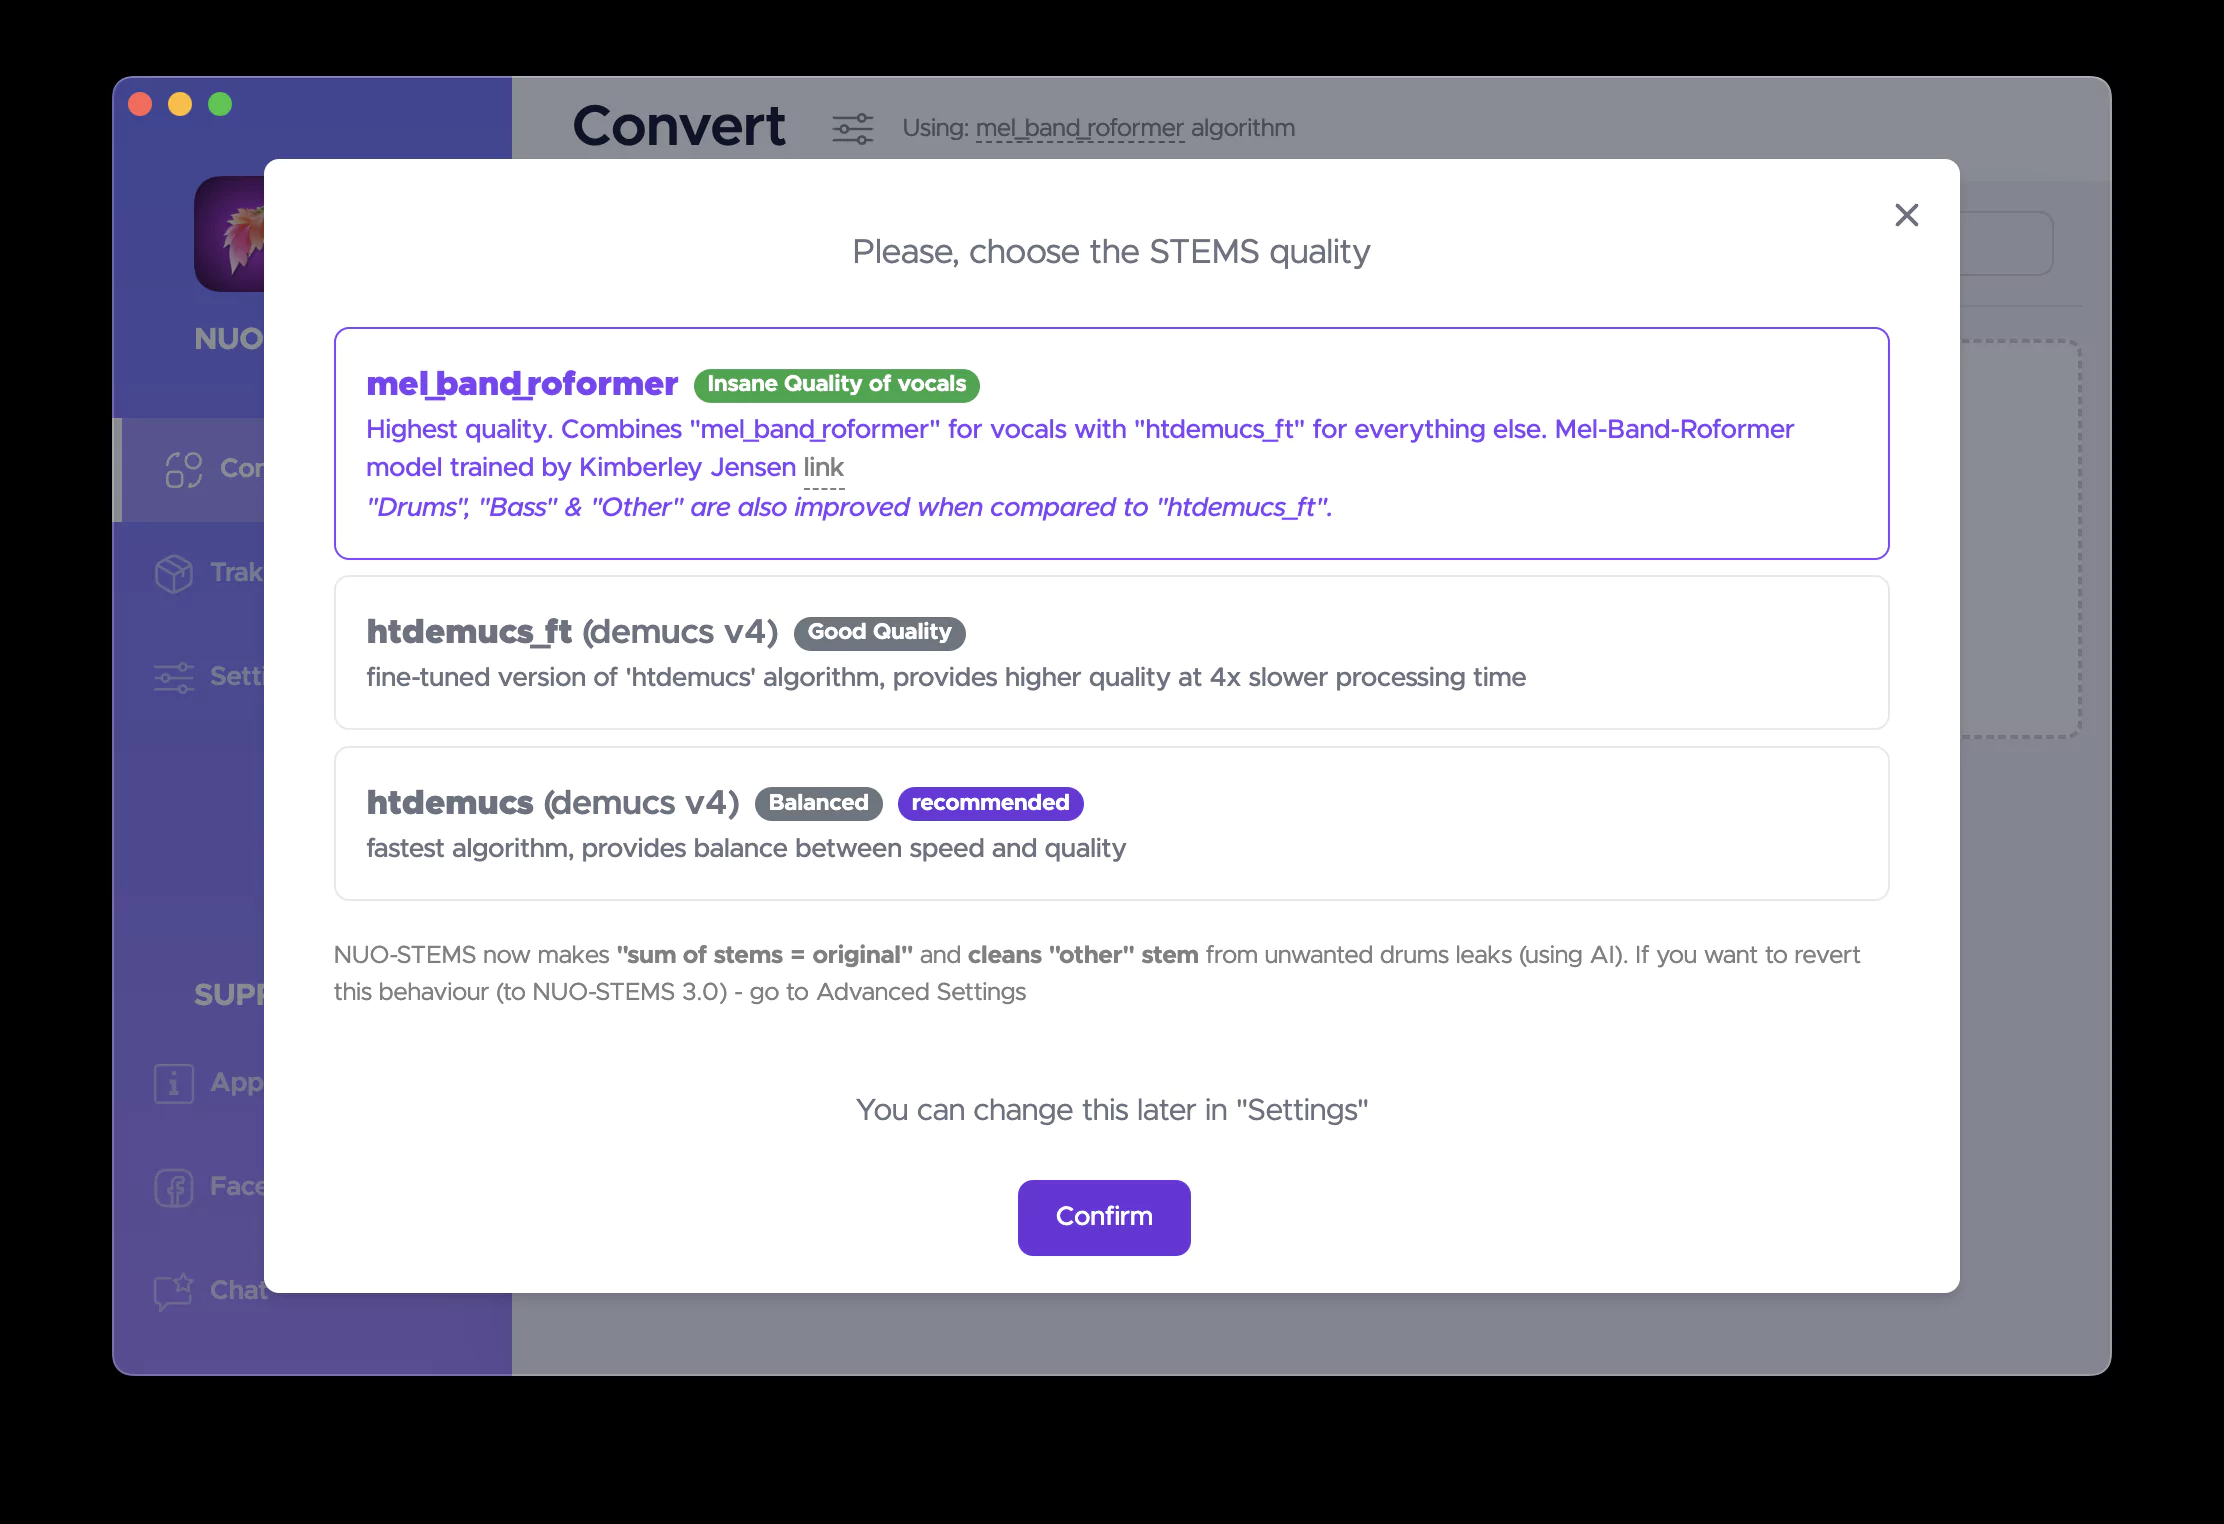 Convert
Using: mel_band_roformer algorithm
NUO
Trak
Chat
Please, choose the STEMS quality
mel_band_roformer Insane Quality of vocals
Highest quality. Combines "mel_band_roformer" for vocals with "htdemucs_ft" for everything else. Mel-Band-Roformer
model trained by Kimberley Jensen link
"Drums", "Bass" & "Other" are also improved when compared to "htdemucs_ft".
htdemucs_ft (demucs v4) Good Quality
fine-tuned version of 'htdemucs' algorithm, provides higher quality at 4x slower processing time
htdemucs (demucs v4) Balanced recommended
fastest algorithm, provides balance between speed and quality
NUO-STEMS now makes "sum of stems = original" and cleans "other" stem from unwanted drums leaks (using AI). If you want to revert
this behaviour (to NUO-STEMS 3.0) - go to Advanced Settings
You can change this later in "Settings"
Confirm